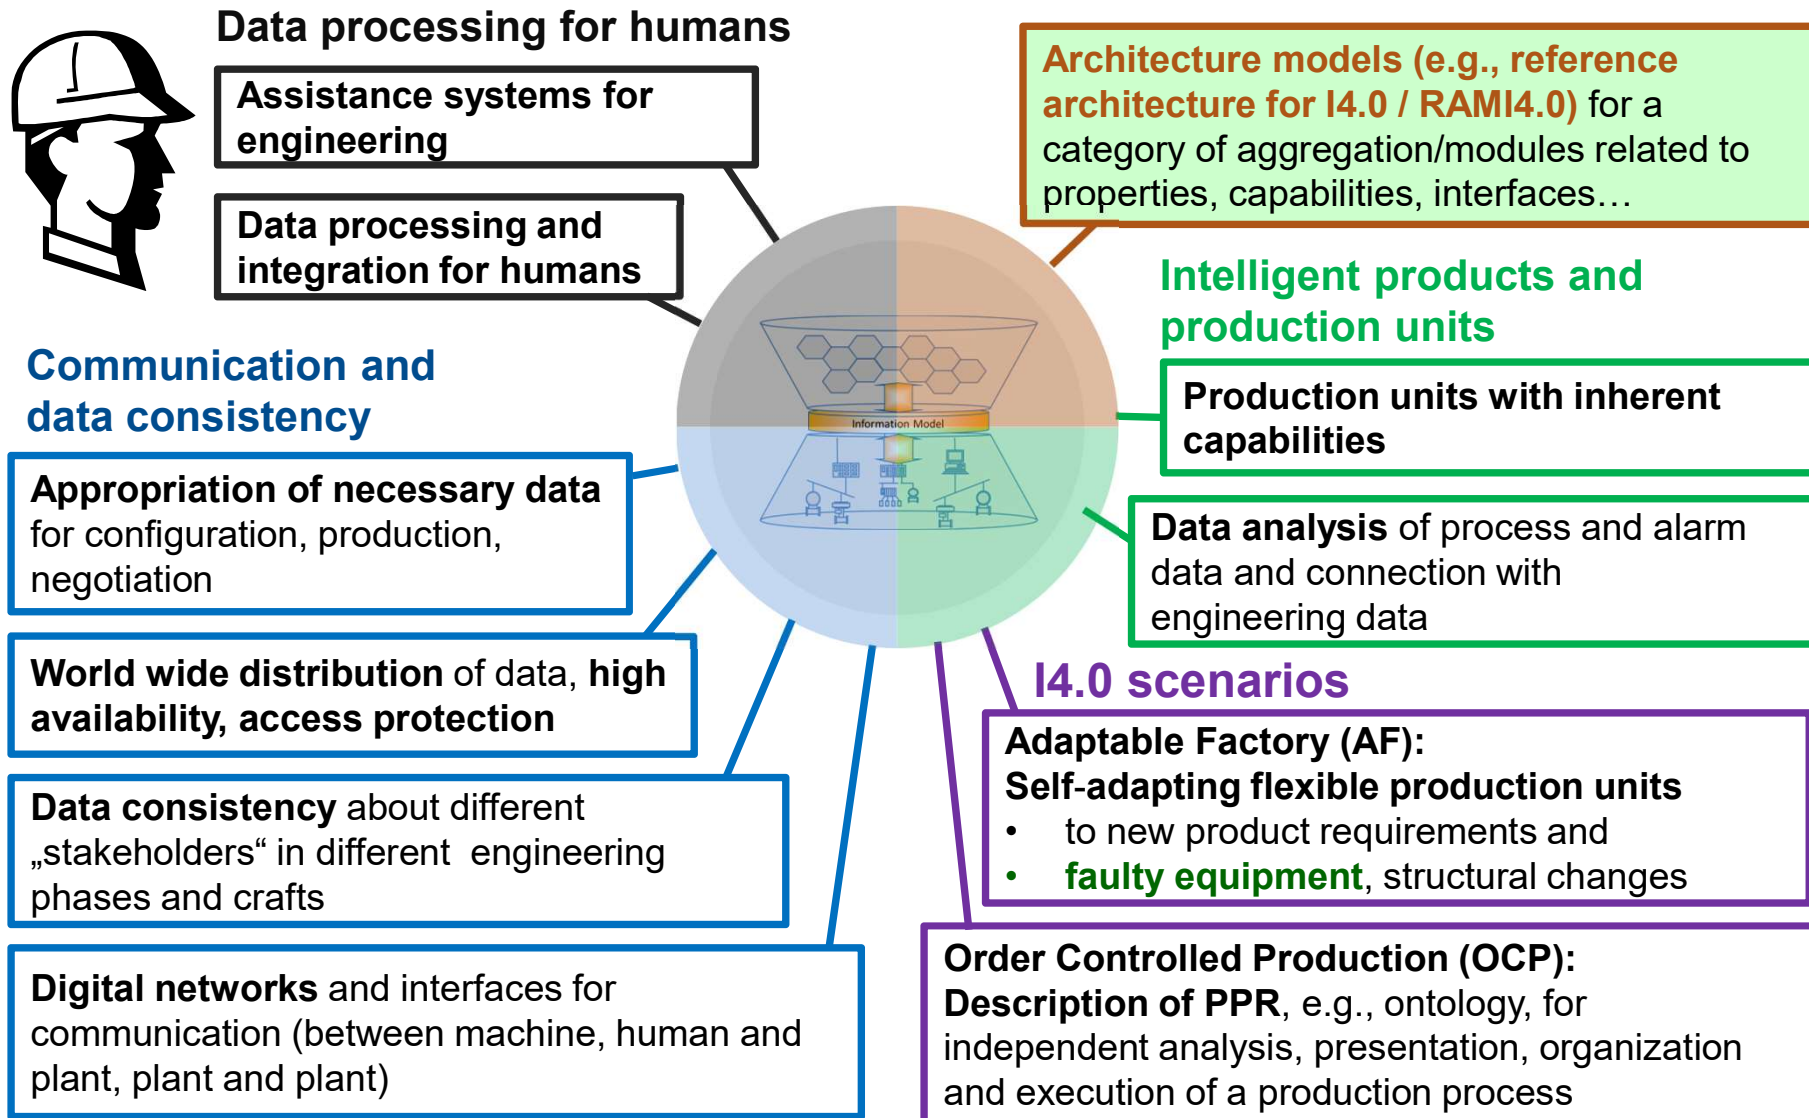 Data processing for humans
Assistance systems for
engineering
Data processing and
integration for humans
Communication and
data consistency
Appropriation of necessary data
for configuration, production,
negotiation
World wide distribution of data, high
availability, access protection
Data consistency about different
„stakeholders“ in different engineering
phases and crafts
Digital networks and interfaces for
communication (between machine, human and
plant, plant and plant)
Information Model
Architecture models (e.g., reference
architecture for I4.0 / RAMI4.0) for a
category of aggregation/modules related to
properties, capabilities, interfaces…
Intelligent products and
production units
Production units with inherent
capabilities
Data analysis of process and alarm
data and connection with
engineering data
I4.0 scenarios
Adaptable Factory (AF):
Self-adapting flexible production units
• to new product requirements and
• faulty equipment, structural changes
Order Controlled Production (OCP):
Description of PPR, e.g., ontology, for
independent analysis, presentation, organization
and execution of a production process